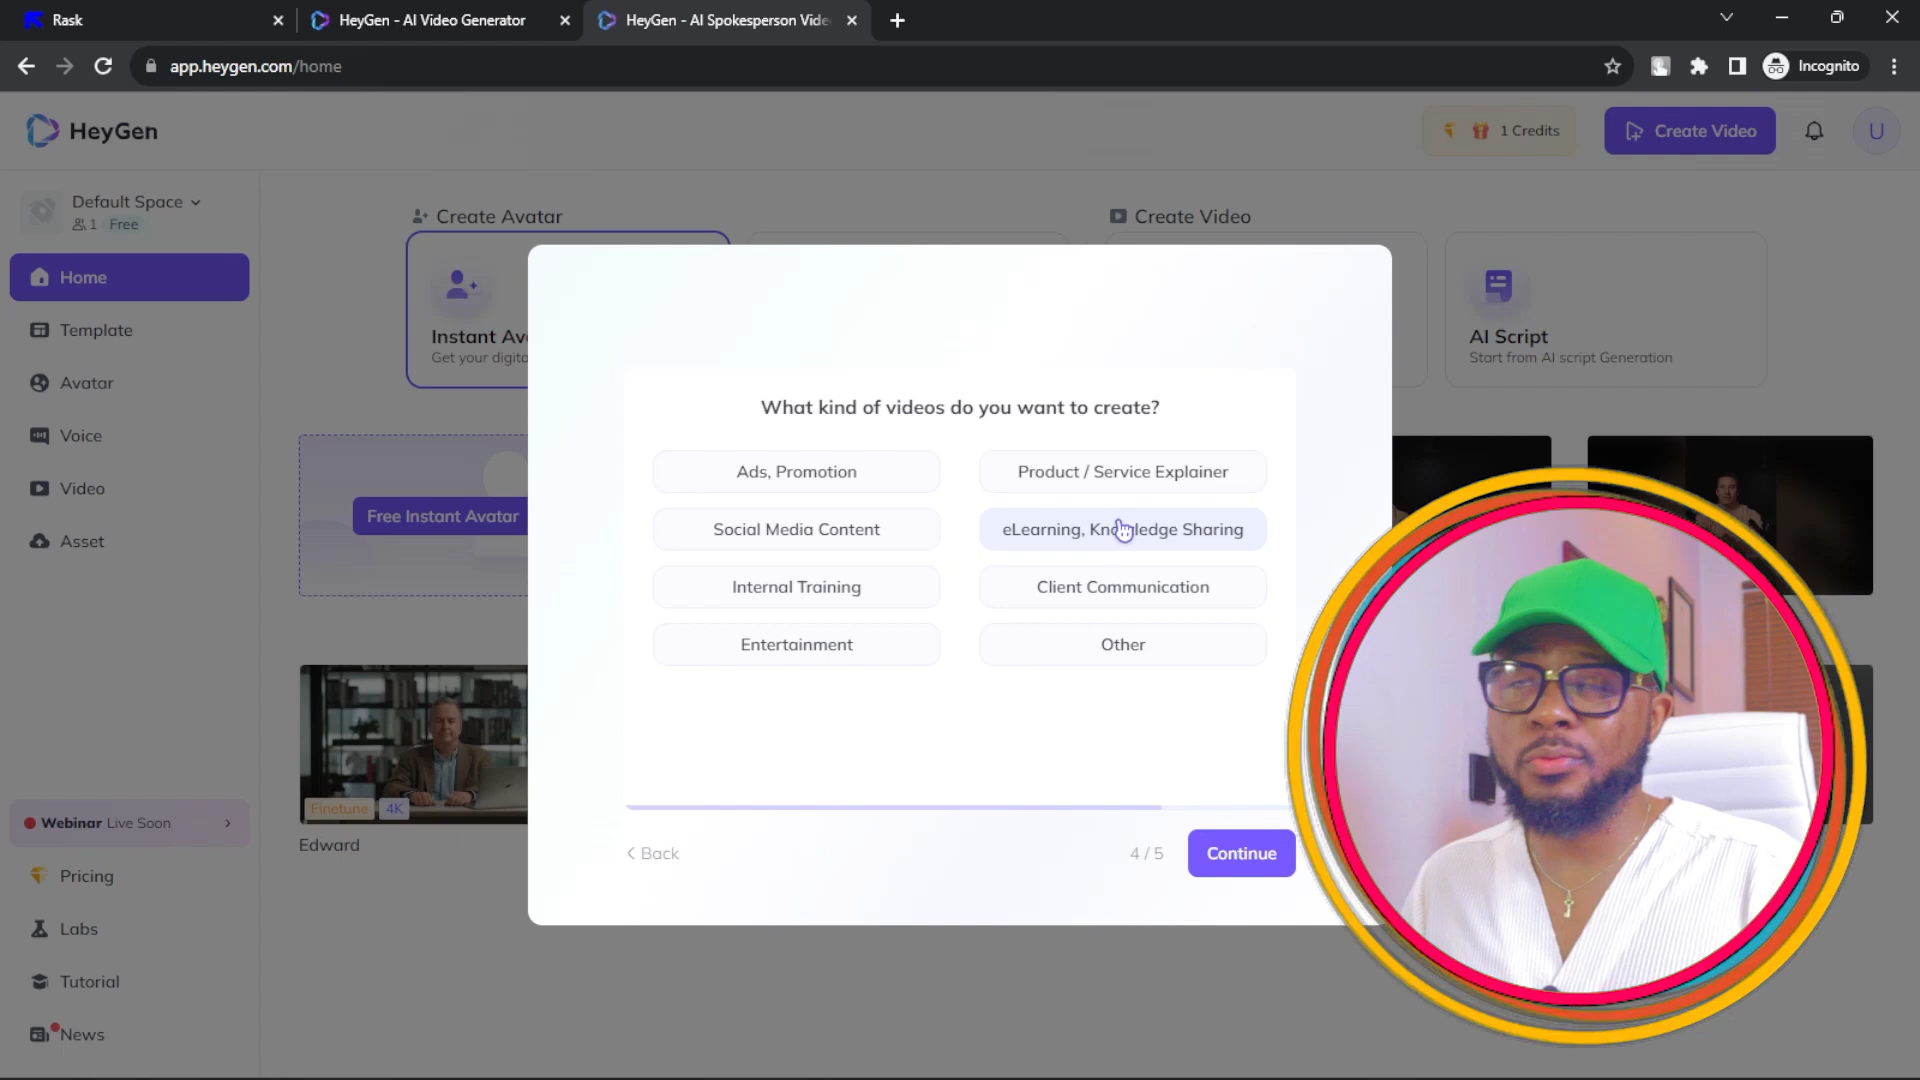 Rask
HeyGen - AI Video Generator
HeyGen - AI Spokesperson Vide
app.heygen.com/home
Incognito
HeyGen
1 Credits
Create Video
U
Default Space
1 Free
Home
Template
Avatar
Voice
Video
Asset
Webinar Live Soon
Pricing
Labs
Tutorial
News
Create Avatar
Create Video
Instant Av
Get your digita
AI Script
Start from AI script Generation
Free Instant Avatar
Finetune 4K
Edward
What kind of videos do you want to create?
Ads, Promotion
Product / Service Explainer
Social Media Content
eLearning, Knowledge Sharing
Internal Training
Client Communication
Entertainment
Other
Back
4 / 5
Continue